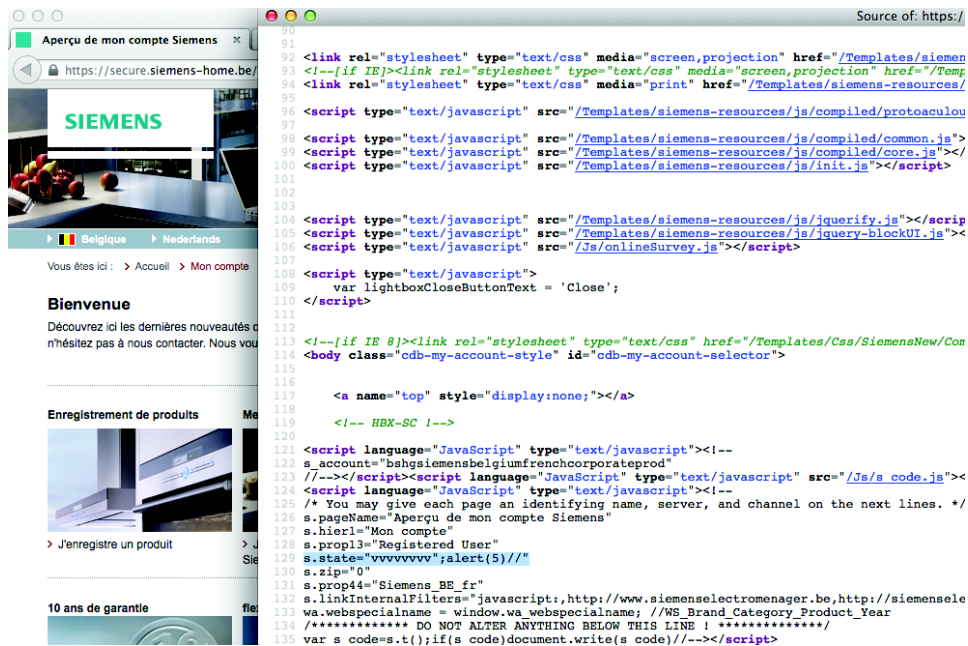 Source of: https:/
Aperçu de mon compte Siemens ×
https://secure.siemens-home.be/
SIEMENS
Belgique Nederlands
Vous êtes ici : > Accueil > Mon compte
Bienvenue
Découvrez ici les dernières nouveautés
n'hésitez pas à nous contacter. Nous vou
Enregistrement de produits
Me
> J'enregistre un produit
> J
Sie
10 ans de garantie
fle
90
91
92 <link rel="stylesheet" type="text/css" media="screen,projection" href="/Templates/siemen
93 <!--[if IE]><link rel="stylesheet" type="text/css" media="screen,projection" href="/Temp
94 <link rel="stylesheet" type="text/css" media="print" href="/Templates/siemens-resources/
95
96 <script type="text/javascript" src="/Templates/siemens-resources/js/compiled/protoaculou
97
98 <script type="text/javascript" src="/Templates/siemens-resources/js/compiled/common.js">
99 <script type="text/javascript" src="/Templates/siemens-resources/js/compiled/core.js"></
100 <script type="text/javascript" src="/Templates/siemens-resources/js/init.js"></script>
101
102
103
104 <script type="text/javascript" src="/Templates/siemens-resources/js/jquerify.js"></scrip
105 <script type="text/javascript" src="/Templates/siemens-resources/js/jquery-blockUI.js"><
106 <script type="text/javascript" src="/Js/onlineSurvey.js"></script>
107
108 <script type="text/javascript">
109 var lightboxCloseButtonText = 'Close';
110 </script>
111
112
113 <!--[if IE 8]><link rel="stylesheet" type="text/css" href="/Templates/Css/SiemensNew/Com
114 <body class="cdb-my-account-style" id="cdb-my-account-selector">
115
116
117 <a name="top" style="display:none;"></a>
118
119 <!-- HBX-SC !-->
120
121 <script language="JavaScript" type="text/javascript"><!--
122 s_account="bshgsiemensbelgiumfrenchcorporateprod"
123 //--></script><script language="JavaScript" type="text/javascript" src="/Js/s_code.js"><
124 <script language="JavaScript" type="text/javascript"><!--
125 /* You may give each page an identifying name, server, and channel on the next lines. */
126 s.pageName="Aperçu de mon compte Siemens"
127 s.hier1="Mon compte"
128 s.prop13="Registered User"
129 s.state="vvvvvvvv";alert(5)//"
130 s.zip="0"
131 s.prop44="Siemens_BE_fr"
132 s.linkInternalFilters="javascript:,http://www.siemenselectromenager.be,http://siemensele
133 wa.webspecialname = window.wa_webspecialname; //WS_Brand_Category_Product_Year
134 /************* DO NOT ALTER ANYTHING BELOW THIS LINE ! **************/
135 var s_code=s.t();if(s_code)document.write(s_code)//--></script>